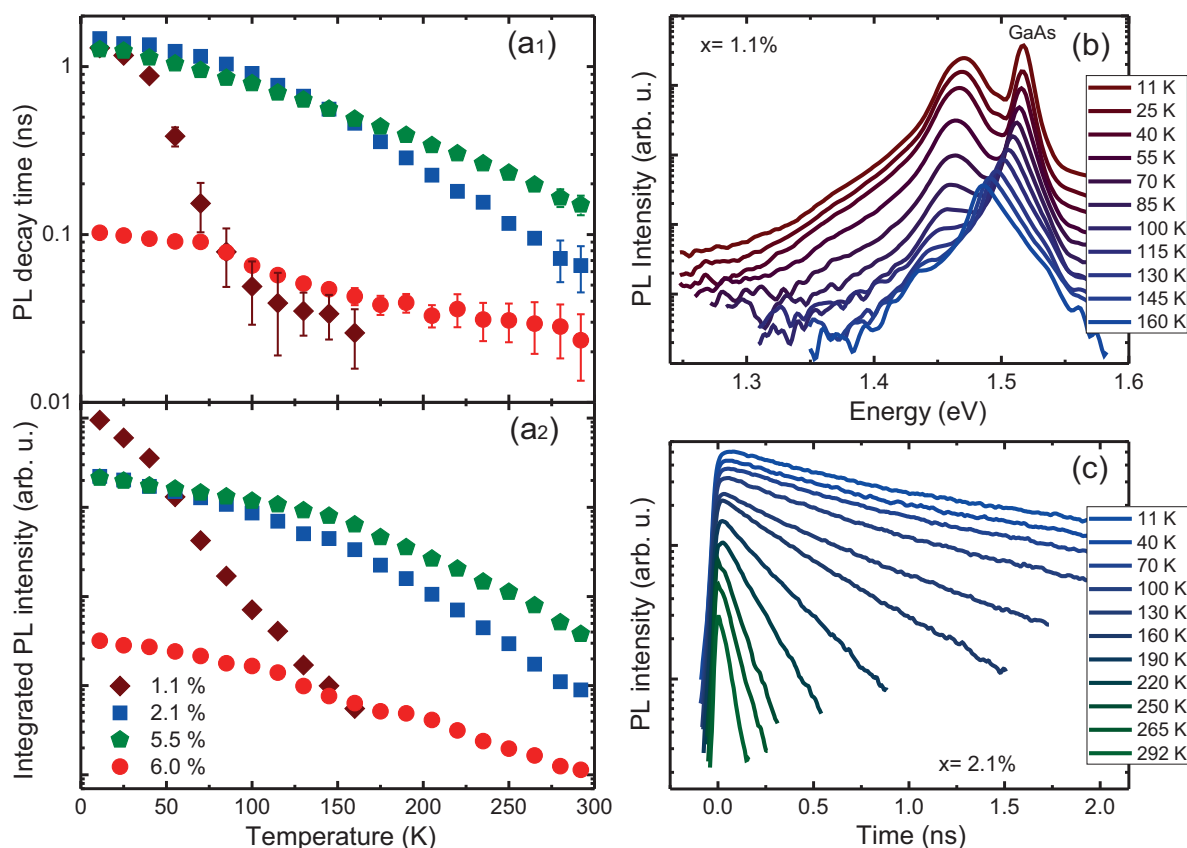 (a1)
PL decay time (ns)
1
0.1
0.01
(a2)
Integrated PL intensity (arb. u.)
1.1 %
2.1 %
5.5 %
6.0 %
0 50 100 150 200 250 300
Temperature (K)
x= 1.1%
GaAs
(b)
PL Intensity (arb. u.)
11 K
25 K
40 K
55 K
70 K
85 K
100 K
115 K
130 K
145 K
160 K
1.3 1.4 1.5 1.6
Energy (eV)
(c)
PL intensity (arb. u.)
11 K
40 K
70 K
100 K
130 K
160 K
190 K
220 K
250 K
265 K
292 K
x= 2.1%
0.0 0.5 1.0 1.5 2.0
Time (ns)